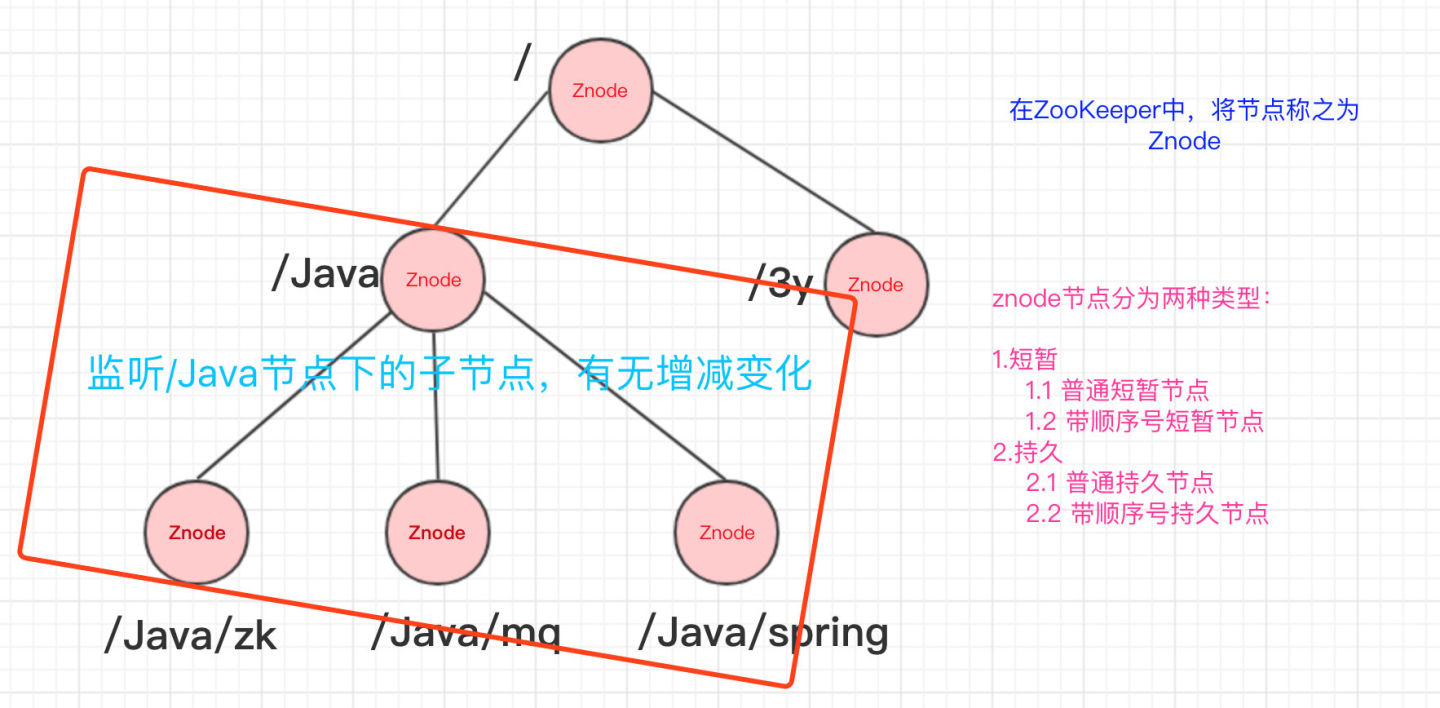 /
Znode
在ZooKeeper中，将节点称之为
Znode
/Java
Znode
/3y
Znode
znode节点分为两种类型：
监听/Java节点下的子节点，有无增减变化
1.短暂
1.1 普通短暂节点
1.2 带顺序号短暂节点
2.持久
2.1 普通持久节点
2.2 带顺序号持久节点
Znode
Znode
Znode
/Java/zk
/Java/mq
/Java/spring